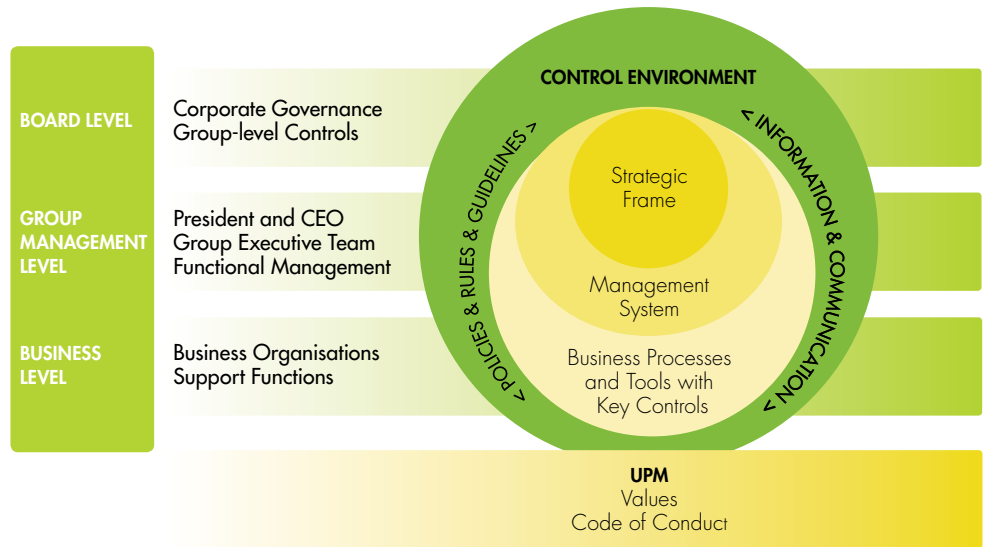 BOARD LEVEL
Corporate Governance
Group-level Controls
GROUP
MANAGEMENT
LEVEL
President and CEO
Group Executive Team
Functional Management
BUSINESS
LEVEL
Business Organisations
Support Functions
CONTROL ENVIRONMENT
< POLICIES & RULES & GUIDELINES >
< INFORMATION & COMMUNICATION >
Strategic
Frame
Management
System
Business Processes
and Tools with
Key Controls
UPM
Values
Code of Conduct